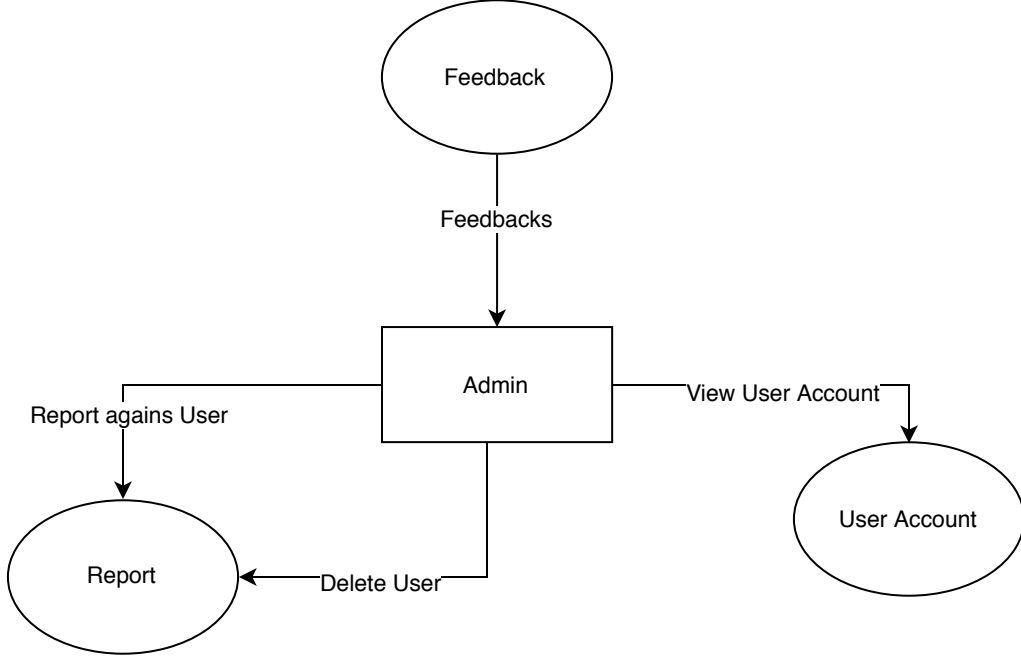 Feedback
Feedbacks
Admin
View User Account
Report agains User
User Account
Report
Delete User